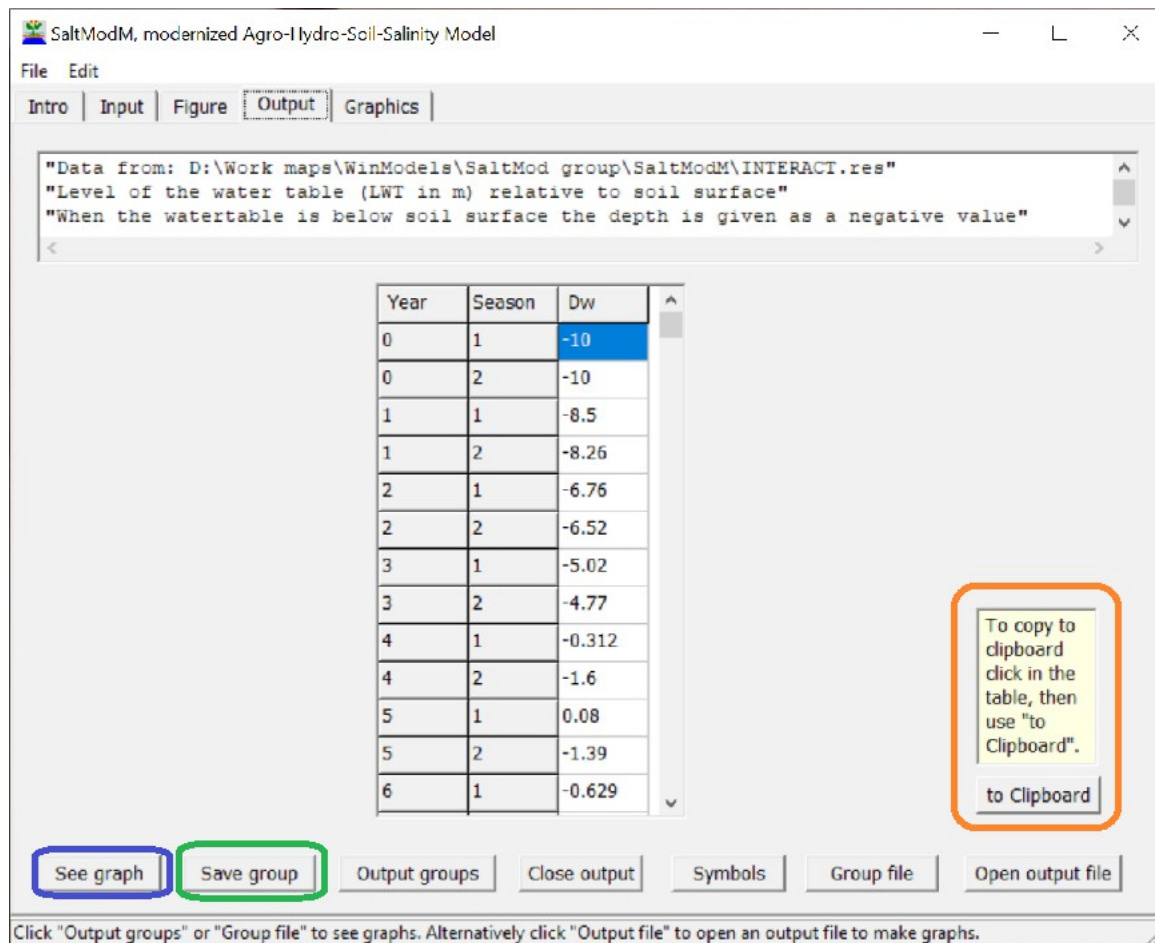 SaltModM, modernized Agro-Hydro-Soil-Salinity Model
File Edit
Intro Input Figure Output Graphics
"Data from: D:\Work maps\WinModels\SaltMod group\SaltModM\INTERACT.res"
"Level of the water table (LWT in m) relative to soil surface"
"When the watertable is below soil surface the depth is given as a negative value"
Year Season Dw
0 1 -10
0 2 -10
1 1 -8.5
1 2 -8.26
2 1 -6.76
2 2 -6.52
3 1 -5.02
3 2 -4.77
4 1 -0.312
4 2 -1.6
5 1 0.08
5 2 -1.39
6 1 -0.629
To copy to
clipboard
click in the
table, then
use "to
Clipboard".
to Clipboard
See graph Save group Output groups Close output Symbols Group file Open output file
Click "Output groups" or "Group file" to see graphs. Alternatively click "Output file" to open an output file to make graphs.